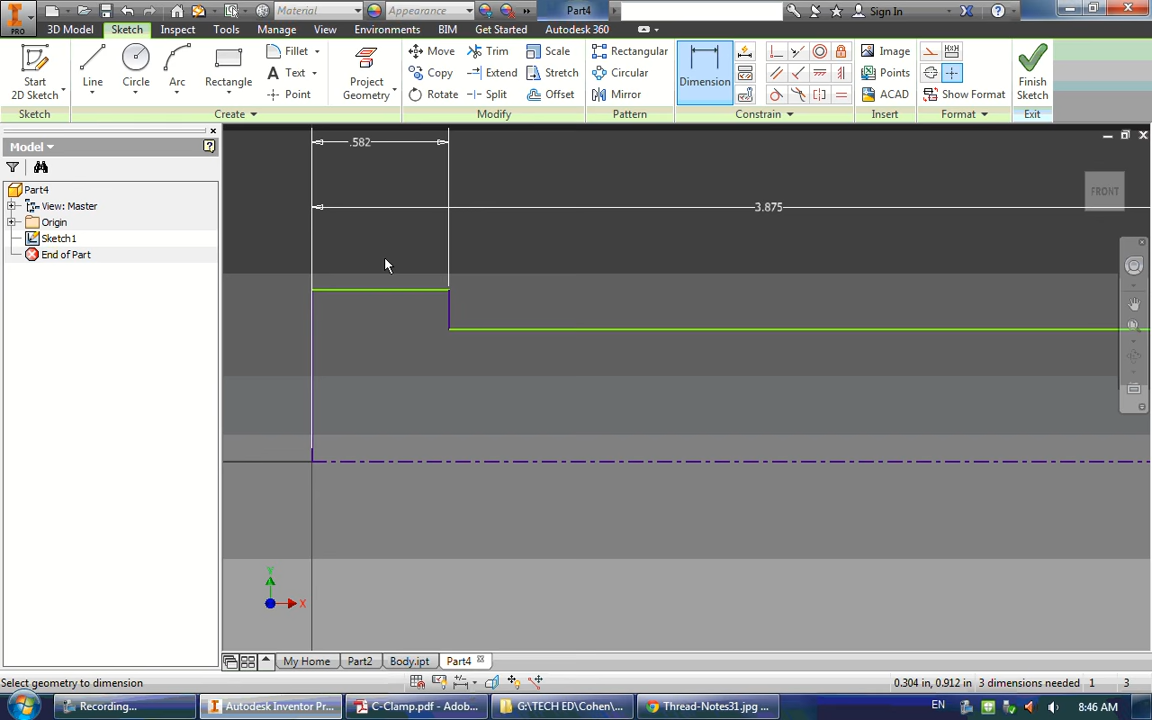 PRO
Material
Appearance
Part4
Sign In
3D Model
Sketch
Inspect
Tools
Manage
View
Environments
BIM
Get Started
Autodesk 360
Start
2D Sketch
Line
Circle
Arc
Rectangle
Fillet
Text
Point
Project
Geometry
Move
Copy
Rotate
Trim
Extend
Split
Scale
Stretch
Offset
Rectangular
Circular
Mirror
Dimension
Image
Points
ACAD
Show Format
Finish
Sketch
Sketch
Create
Modify
Pattern
Constrain
Insert
Format
Exit
Model
Part4
View: Master
Origin
Sketch1
End of Part
.582
3.875
FRONT
Y
X
My Home
Part2
Body.ipt
Part4
Select geometry to dimension
0.304 in, 0.912 in
3 dimensions needed
1
3
Recording...
Autodesk Inventor Pr...
C-Clamp.pdf - Adob...
G:\TECH ED\Cohen\...
Thread-Notes31.jpg ...
EN
8:46 AM